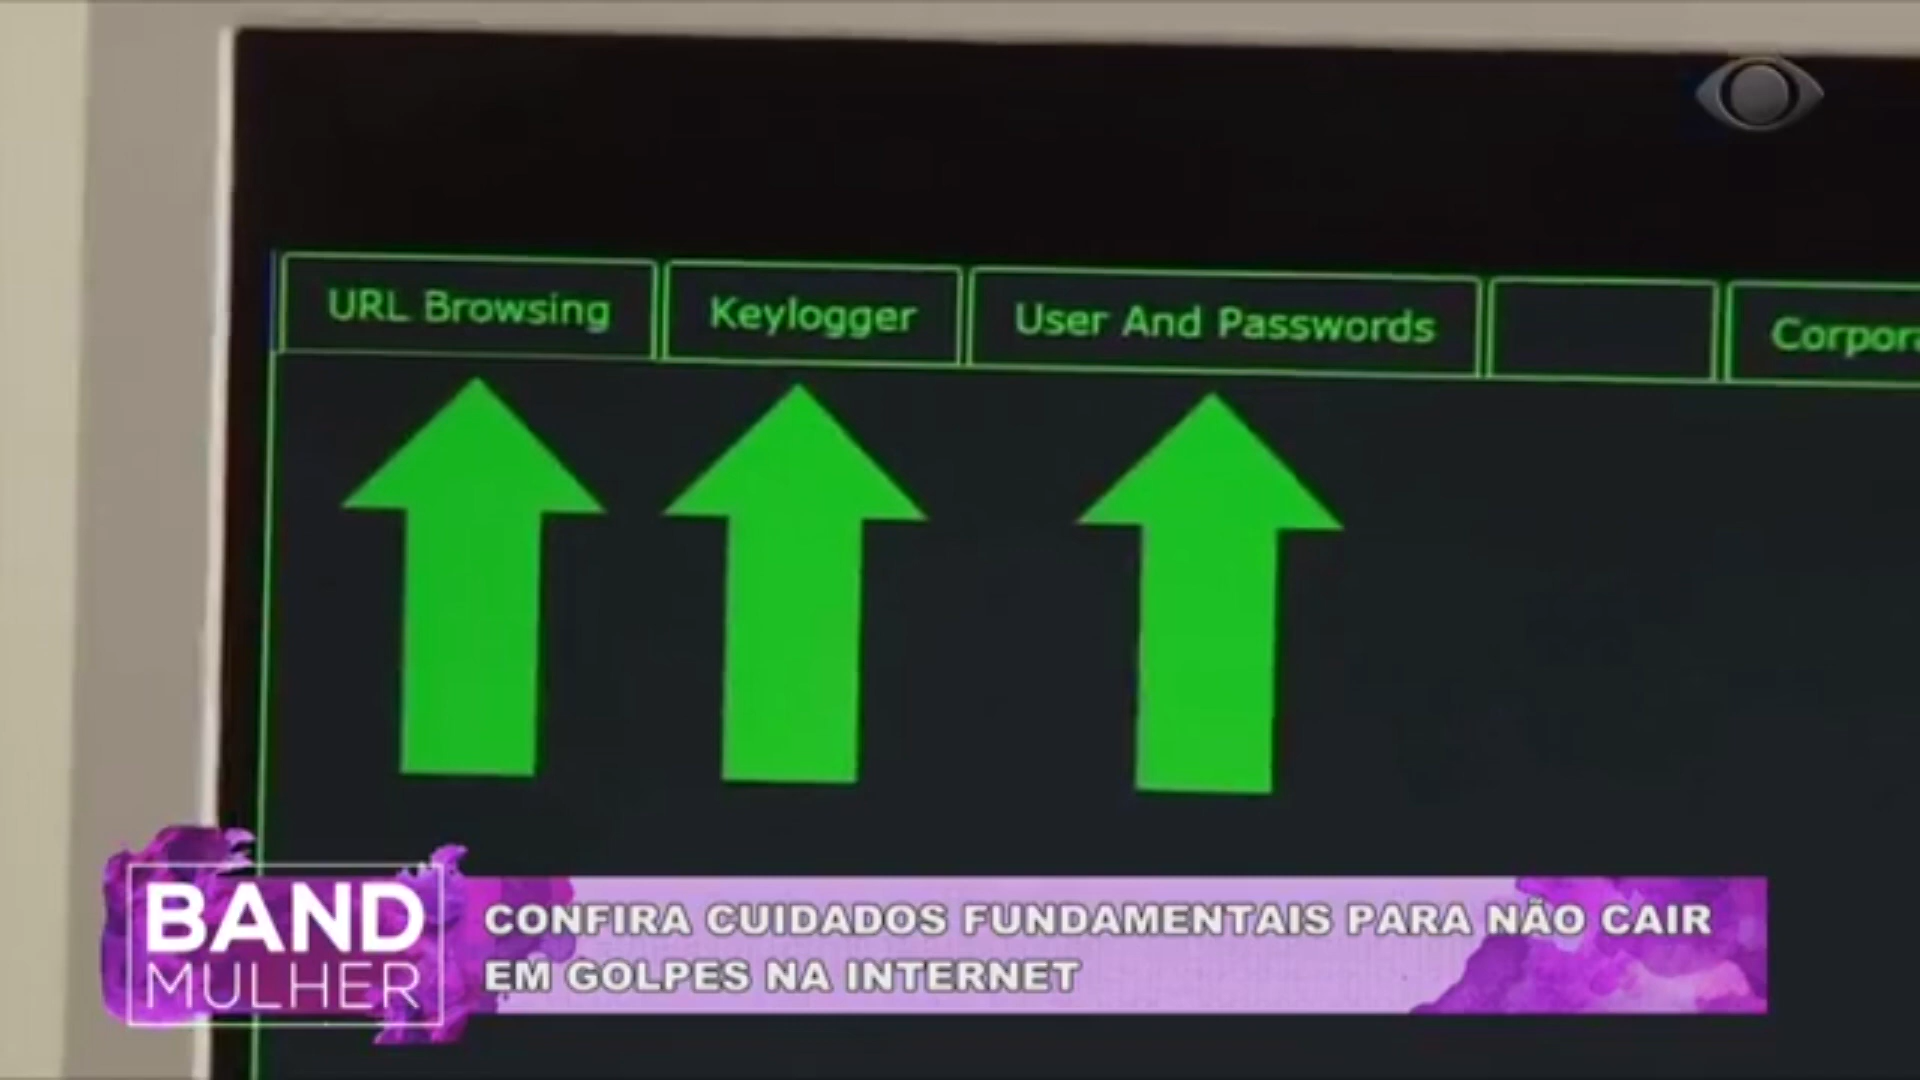 URL Browsing
Keylogger
User And Passwords
BAND
MULHER
CONFIRA CUIDADOS FUNDAMENTAIS PARA NÃO CAIR
EM GOLPES NA INTERNET